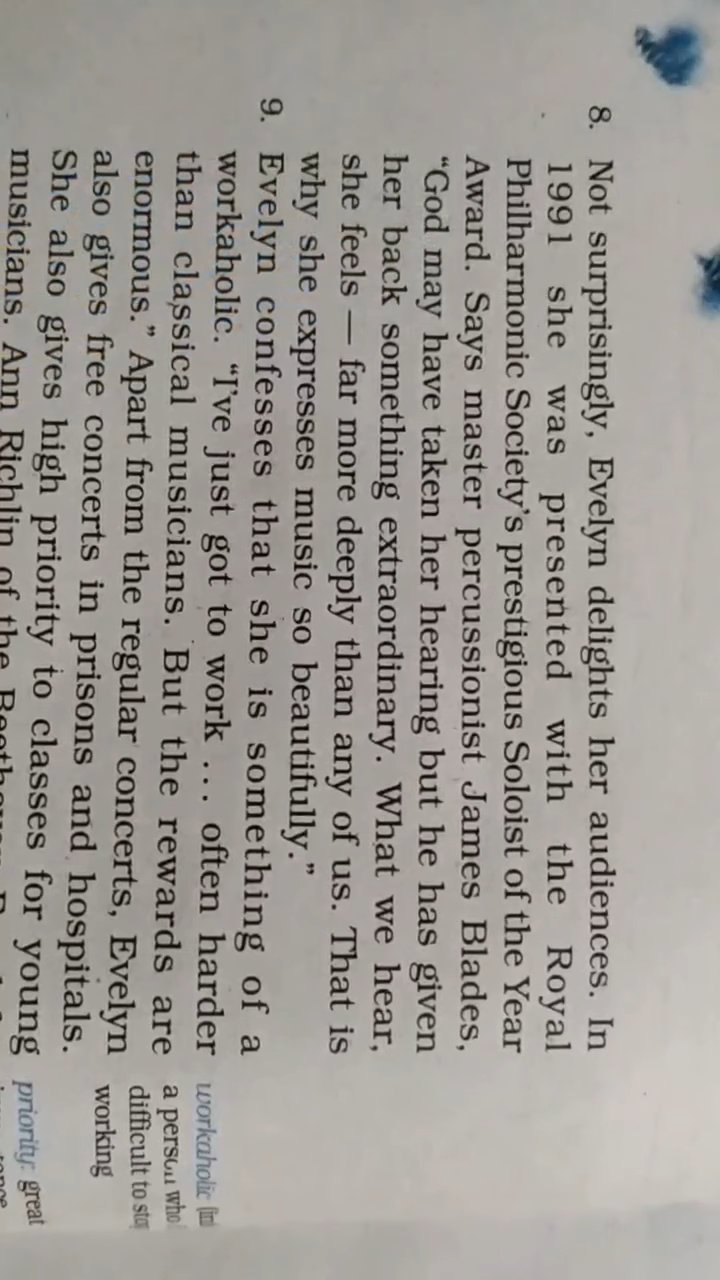 8. Not surprisingly, Evelyn delights her audiences. In
1991 she was presented with the Royal
Philharmonic Society's prestigious Soloist of the Year
Award. Says master percussionist James Blades,
“God may have taken her hearing but he has given
her back something extraordinary. What we hear,
she feels — far more deeply than any of us. That is
why she expresses music so beautifully.”
9. Evelyn confesses that she is something of a
workaholic. “I've just got to work ... often harder
than classical musicians. But the rewards are
enormous.” Apart from the regular concerts, Evelyn
also gives free concerts in prisons and hospitals.
She also gives high priority to classes for young
musicians. Ann Richlin of the
workaholic
a person who
difficult to
working
priority: great